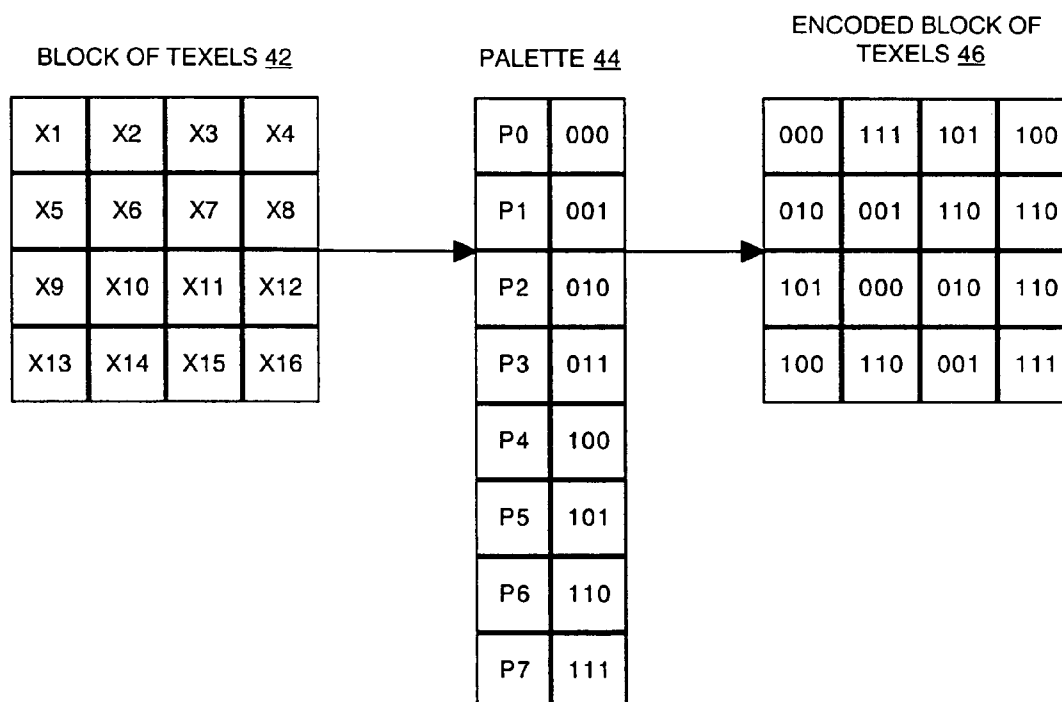 BLOCK OF TEXELS 42
X1 X2 X3 X4
X5 X6 X7 X8
X9 X10 X11 X12
X13 X14 X15 X16
PALETTE 44
P0 000
P1 001
P2 010
P3 011
P4 100
P5 101
P6 110
P7 111
ENCODED BLOCK OF
TEXELS 46
000 111 101 100
010 001 110 110
101 000 010 110
100 110 001 111